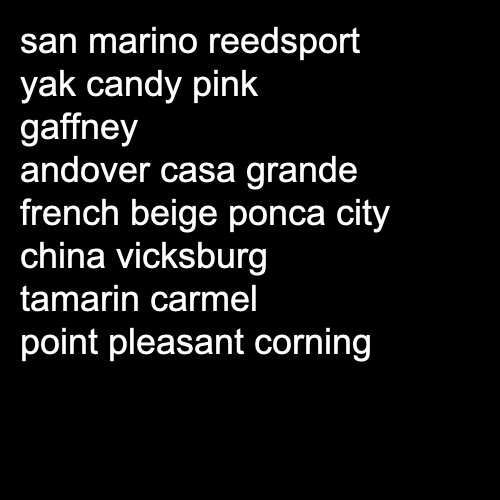 san marino reedsport
yak candy pink
gaffney
andover casa grande
french beige ponca city
china vicksburg
tamarin carmel
point pleasant corning